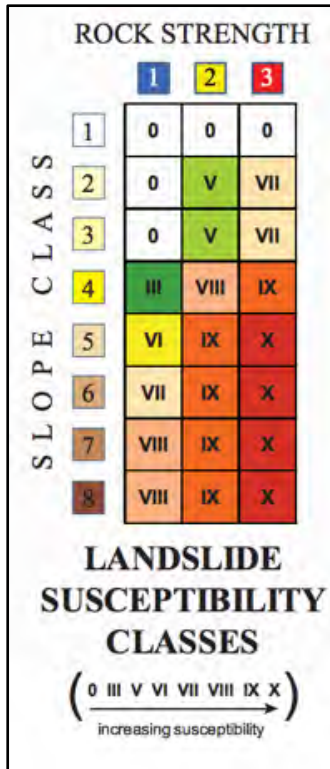 ROCK STRENGTH
1 2 3
SLOPE CLASS
1 0 0 0
2 0 V VII
3 0 V VII
4 III VIII IX
5 VI IX X
6 VII IX X
7 VIII IX X
8 VIII IX X
LANDSLIDE
SUSCEPTIBILITY
CLASSES
( 0 III V VI VII VIII IX X )
increasing susceptibility